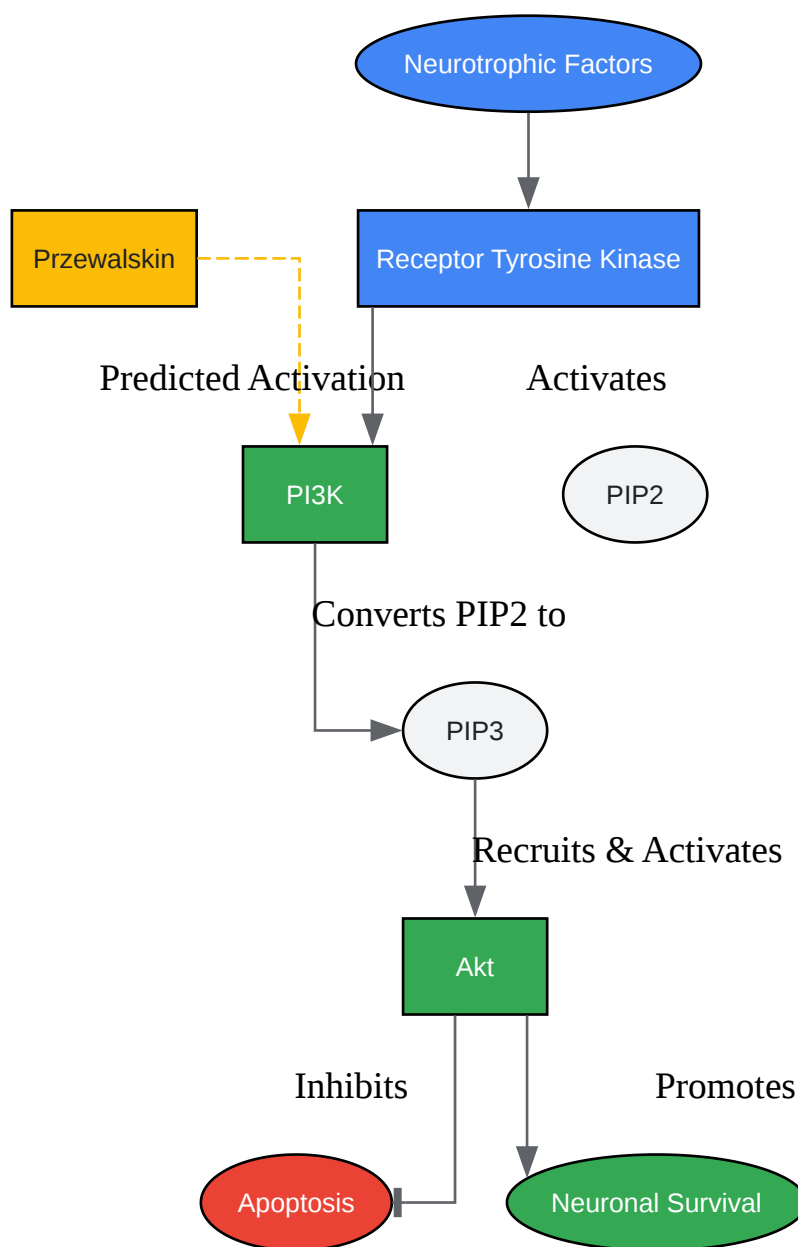 Neurotrophic Factors
Przewalskin
Receptor Tyrosine Kinase
Predicted Activation
Activates
PI3K
PIP2
Converts PIP2 to
PIP3
Recruits & Activates
Akt
Inhibits
Promotes
Apoptosis
Neuronal Survival